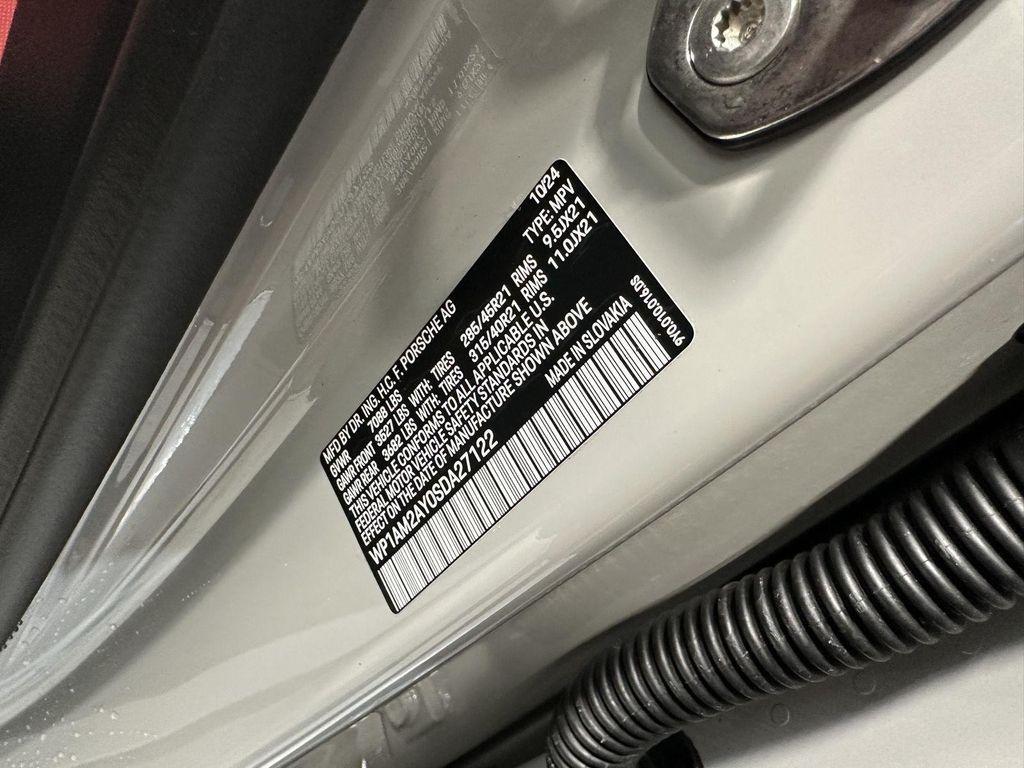 MFD BY DR. ING. H.C. F. PORSCHE AG 10/24
GVWR 7088 LBS TYPE: MPV
GAWR FRONT 3527 LBS WITH: TIRES 285/45R21 RIMS 9.5JX21
GAWR REAR 3682 LBS WITH: TIRES 315/40R21 RIMS 11.0JX21
THIS VEHICLE CONFORMS TO ALL APPLICABLE U.S.
FEDERAL MOTOR VEHICLE SAFETY STANDARDS IN
EFFECT ON THE DATE OF MANUFACTURE SHOWN ABOVE
WP1AM2AY0SDA27122 MADE IN SLOVAKIA